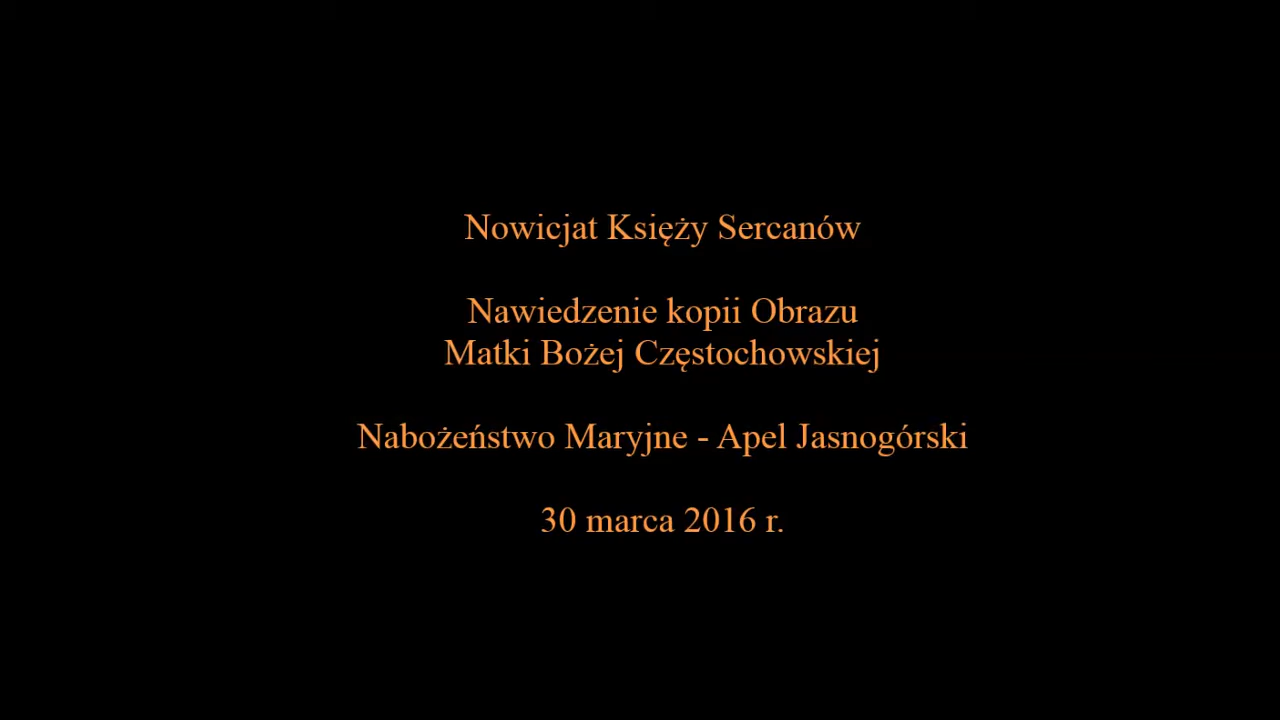 Nowicjat Księży Sercanów
Nawiedzenie kopii Obrazu
Matki Bożej Częstochowskiej
Nabożeństwo Maryjne - Apel Jasnogórski
30 marca 2016 r.